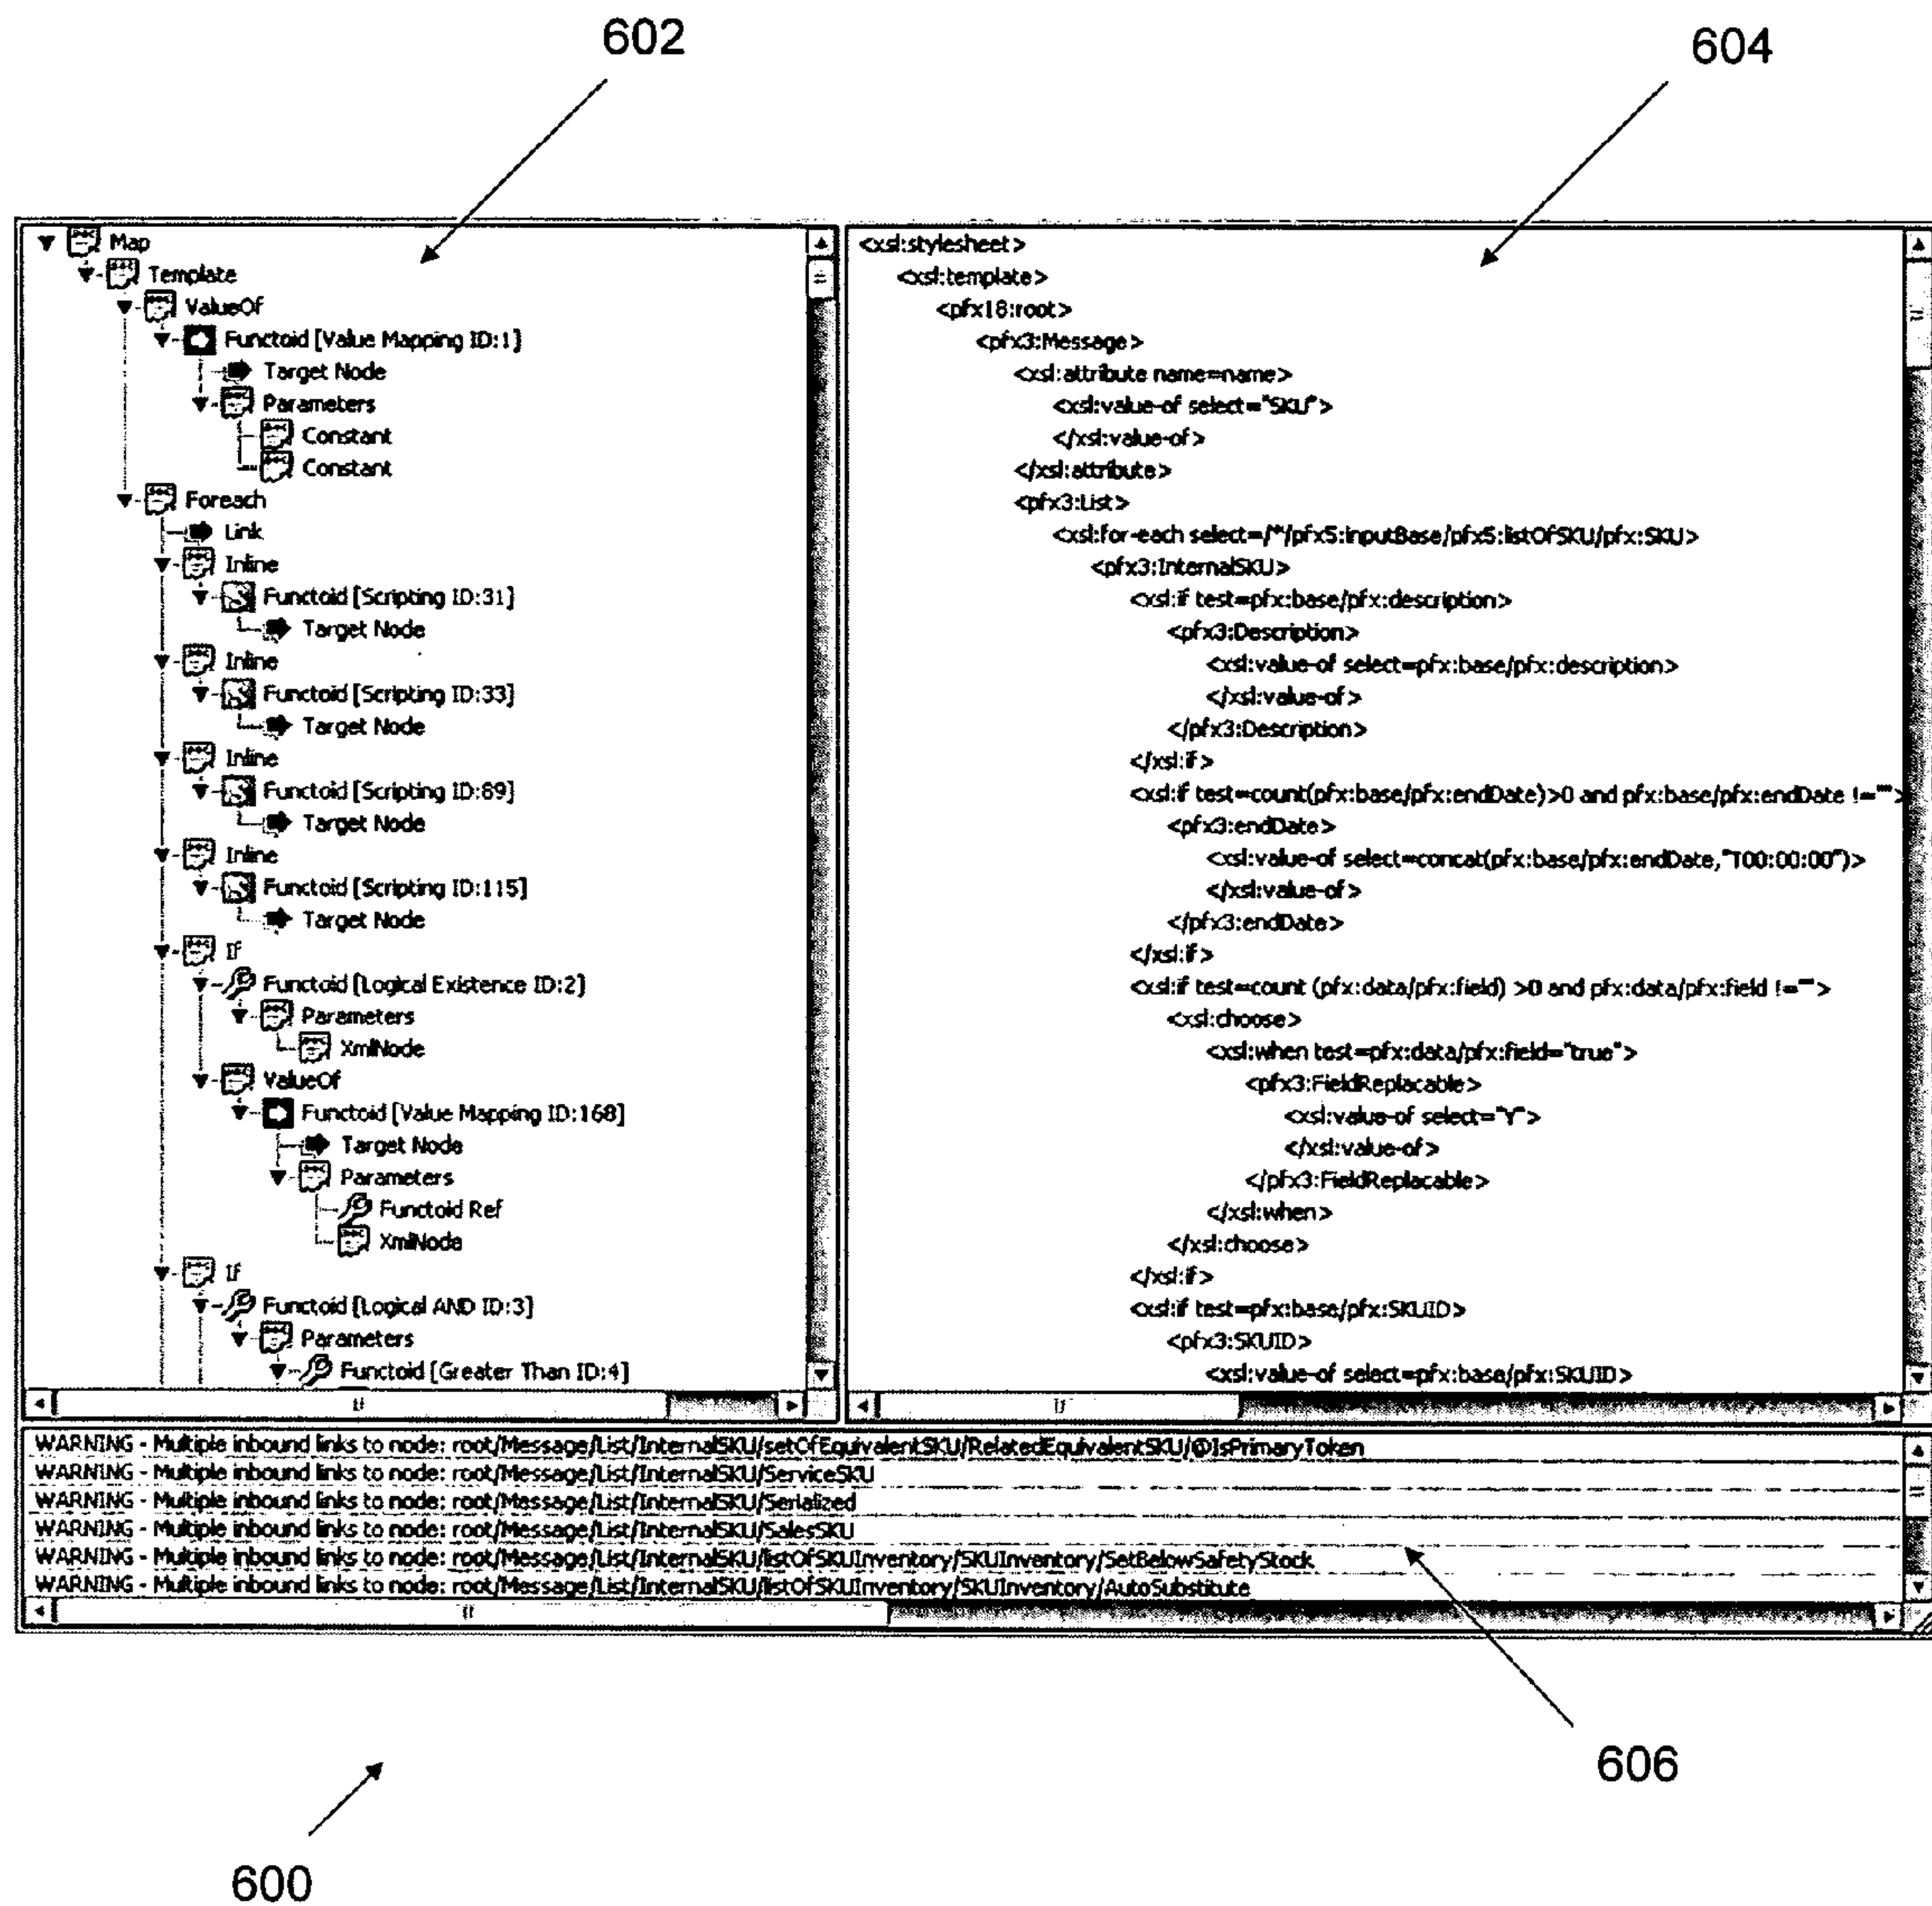 602
604
Map
Template
ValueOf
Functoid [Value Mapping ID:1]
Target Node
Parameters
Constant
Constant
Foreach
Link
Inline
Functoid [Scripting ID:31]
Target Node
Inline
Functoid [Scripting ID:33]
Target Node
Inline
Functoid [Scripting ID:89]
Target Node
Inline
Functoid [Scripting ID:115]
Target Node
If
Functoid [Logical Existence ID:2]
Parameters
XmlNode
ValueOf
Functoid [Value Mapping ID:168]
Target Node
Parameters
Functoid Ref
XmlNode
If
Functoid [Logical AND ID:3]
Parameters
Functoid [Greater Than ID:4]
<xsl:stylesheet>
<xsl:template>
<pfx18:root>
<pfx3:Message>
<xsl:attribute name=name>
<xsl:value-of select="SKU">
</xsl:value-of>
</xsl:attribute>
<pfx3:List>
<xsl:for-each select=/*/pfx5:inputBase/pfx5:listOfSKU/pfx:SKU>
<pfx3:InternalSKU>
<xsl:if test=pfx:base/pfx:description>
<pfx3:Description>
<xsl:value-of select=pfx:base/pfx:description>
</xsl:value-of>
</pfx3:Description>
</xsl:if>
<xsl:if test=count(pfx:base/pfx:endDate)>0 and pfx:base/pfx:endDate !="">
<pfx3:endDate>
<xsl:value-of select=concat(pfx:base/pfx:endDate,"T00:00:00")>
</xsl:value-of>
</pfx3:endDate>
</xsl:if>
<xsl:if test=count (pfx:data/pfx:field) >0 and pfx:data/pfx:field !="">
<xsl:choose>
<xsl:when test=pfx:data/pfx:field="true">
<pfx3:FieldReplacable>
<xsl:value-of select="Y">
</xsl:value-of>
</pfx3:FieldReplacable>
</xsl:when>
</xsl:choose>
</xsl:if>
<xsl:if test=pfx:base/pfx:SKUID>
<pfx3:SKUID>
<xsl:value-of select=pfx:base/pfx:SKUID>
WARNING - Multiple inbound links to node: root/Message/List/InternalSKU/setOfEquivalentSKU/RelatedEquivalentSKU/@IsPrimaryToken
WARNING - Multiple inbound links to node: root/Message/List/InternalSKU/ServiceSKU
WARNING - Multiple inbound links to node: root/Message/List/InternalSKU/Serialized
WARNING - Multiple inbound links to node: root/Message/List/InternalSKU/SalesSKU
WARNING - Multiple inbound links to node: root/Message/List/InternalSKU/listOfSKUInventory/SKUInventory/SetBelowSafetyStock
WARNING - Multiple inbound links to node: root/Message/List/InternalSKU/listOfSKUInventory/SKUInventory/AutoSubstitute
606
600